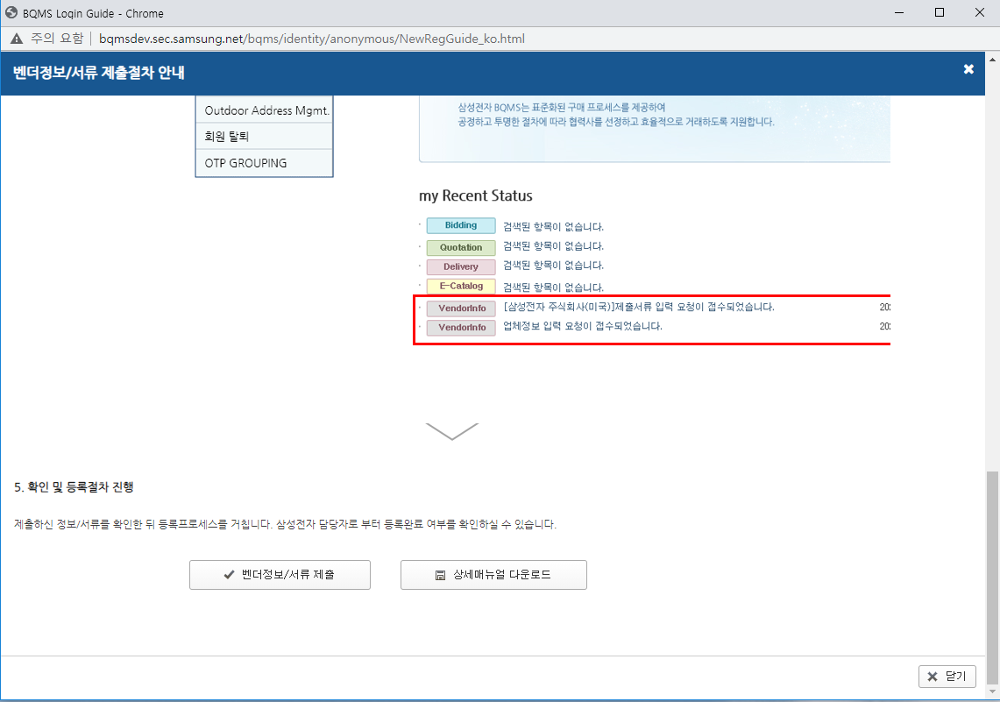 BQMS Login Guide - Chrome
주의 요함 bqmsdev.sec.samsung.net/bqms/identity/anonymous/NewRegGuide_ko.html
벤더정보/서류 제출절차 안내
Outdoor Address Mgmt.
회원 탈퇴
OTP GROUPING
삼성전자 BQMS는 표준화된 구매 프로세스를 제공하여
공정하고 투명한 절차에 따라 협력사를 선정하고 효율적으로 거래하도록 지원합니다.
my Recent Status
Bidding 검색된 항목이 없습니다.
Quotation 검색된 항목이 없습니다.
Delivery 검색된 항목이 없습니다.
E-Catalog 검색된 항목이 없습니다.
VendorInfo [삼성전자 주식회사(미국)]제출서류 입력 요청이 접수되었습니다.
VendorInfo 업체정보 입력 요청이 접수되었습니다.
5. 확인 및 등록절차 진행
제출하신 정보/서류를 확인한 뒤 등록프로세스를 거칩니다. 삼성전자 담당자로 부터 등록완료 여부를 확인하실 수 있습니다.
벤더정보/서류 제출
상세매뉴얼 다운로드
닫기